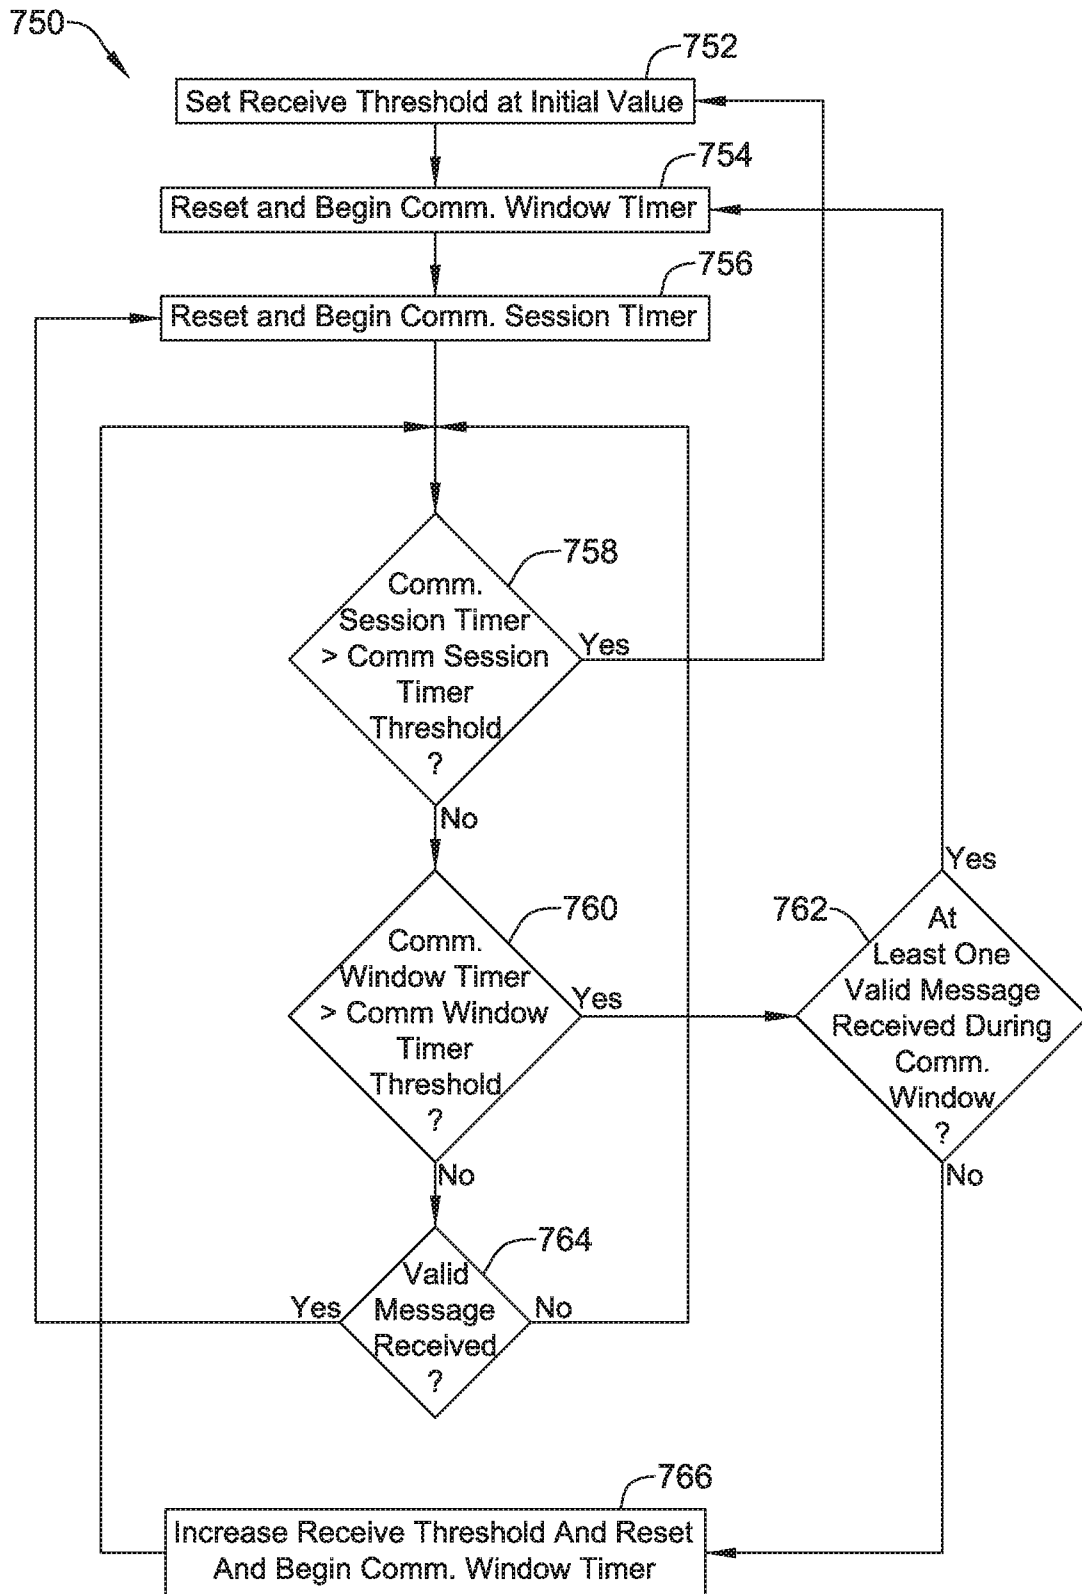 750
752
Set Receive Threshold at Initial Value
754
Reset and Begin Comm. Window TImer
756
Reset and Begin Comm. Session TImer
758
Comm.
Session Timer
> Comm Session
Timer
Threshold
?
Yes
No
760
Comm.
Window Timer
> Comm Window
Timer
Threshold
?
Yes
No
762
At
Least One
Valid Message
Received During
Comm.
Window
?
Yes
No
764
Valid
Message
Received
?
Yes
No
766
Increase Receive Threshold And Reset
And Begin Comm. Window Timer